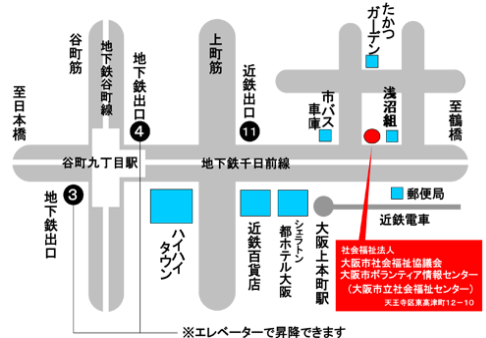 たかつ
ガーデン
谷町筋
地下鉄谷町線
地下鉄出口
4
上町筋
近鉄出口
11
市バス
車庫
浅沼組
至日本橋
至鶴橋
谷町九丁目駅
地下鉄千日前線
3
地下鉄出口
ハイハイ
タウン
近鉄百貨店
シェラトン
都ホテル大阪
大阪上本町駅
郵便局
近鉄電車
社会福祉法人
大阪市社会福祉協議会
大阪市ボランティア情報センター
(大阪市立社会福祉センター)
天王寺区東高津町12-10
※エレベーターで昇降できます